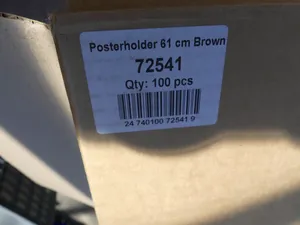 Posterholder 61 cm Brown
72541
Qty: 100 pcs
24 740100 72541 9